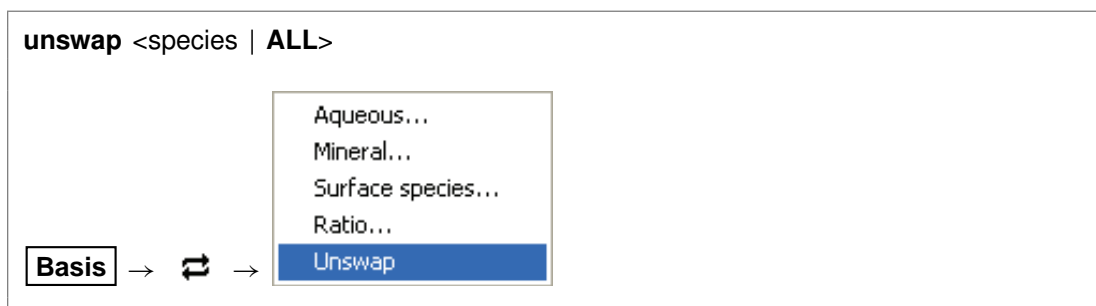 unswap <species | ALL>
Aqueous...
Mineral...
Surface species...
Ratio...
Unswap
Basis → ⇄ →